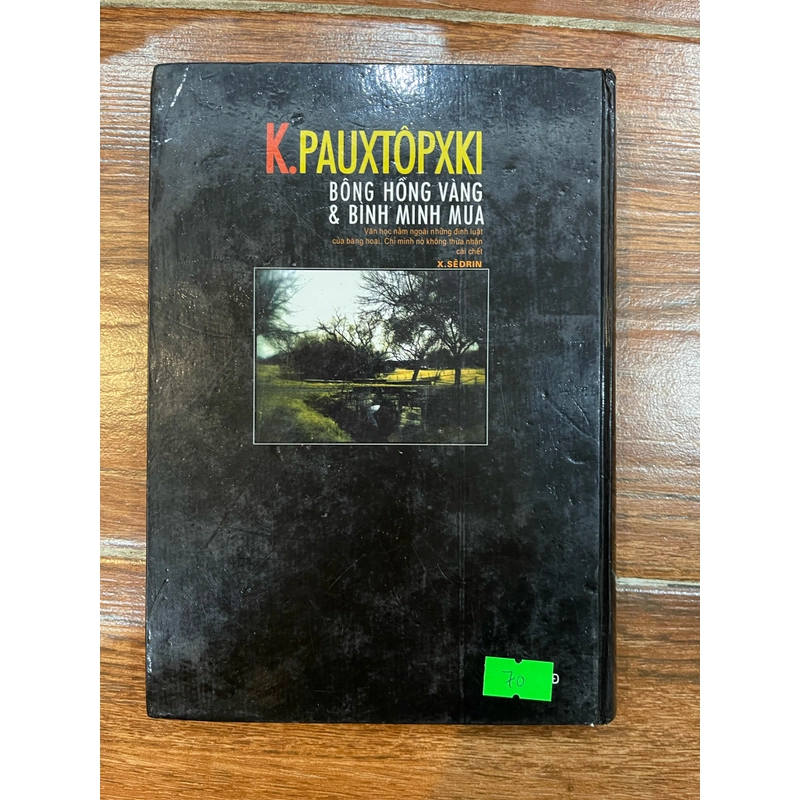 K.PAUXTÔPXKI
BÔNG HỒNG VÀNG
& BÌNH MINH MƯA
Văn học nằm ngoài những định luật
của băng hoại. Chỉ mình nó không thừa nhận
cái chết
X.SÊDRIN
70
Đ